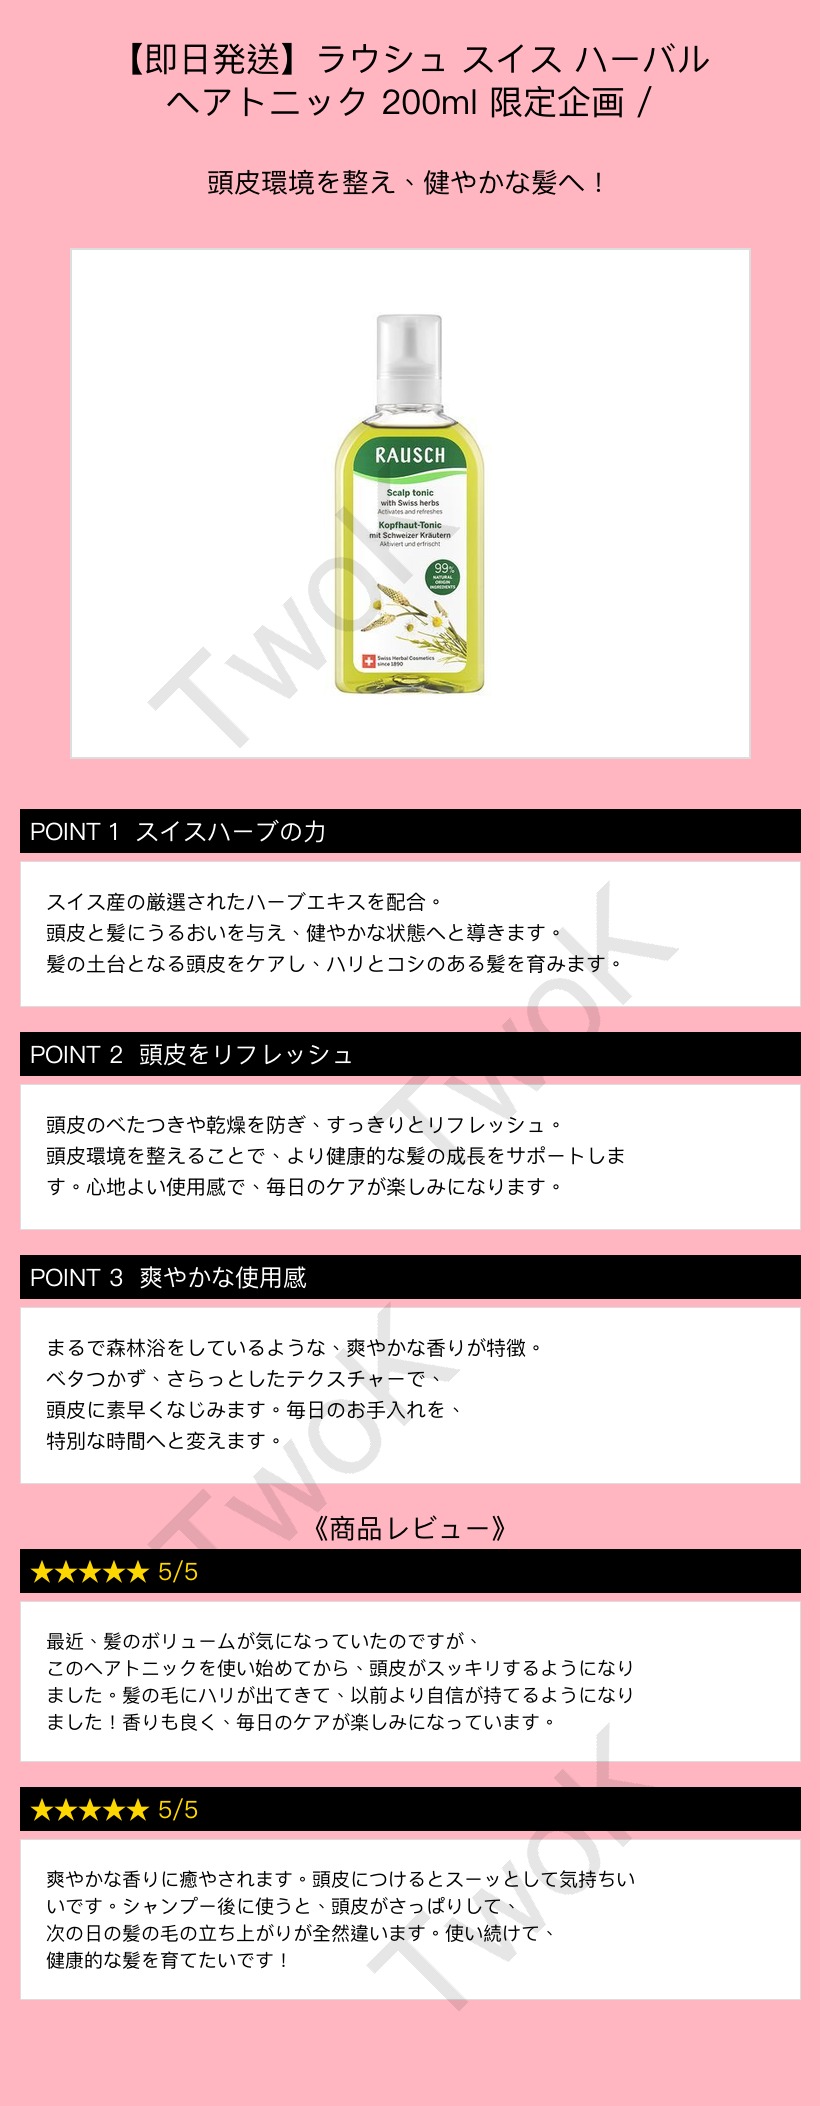 【即日発送】ラウシュ スイス ハーバル
ヘアトニック 200ml 限定企画 /
頭皮環境を整え、健やかな髪へ！
RAUSCH
Scalp tonic
with Swiss herbs
Activates and refreshes
Kopfhaut-Tonic
mit Schweizer Kräutern
Aktiviert und erfrischt
99%
NATURAL
ORIGIN
INGREDIENTS
Swiss Herbal Cosmetics
since 1890
TwoK
POINT 1 スイスハーブの力
スイス産の厳選されたハーブエキスを配合。
頭皮と髪にうるおいを与え、健やかな状態へと導きます。
髪の土台となる頭皮をケアし、ハリとコシのある髪を育みます。
TwoK
POINT 2 頭皮をリフレッシュ
頭皮のべたつきや乾燥を防ぎ、すっきりとリフレッシュ。
頭皮環境を整えることで、より健康的な髪の成長をサポートしま
す。心地よい使用感で、毎日のケアが楽しみになります。
POINT 3 爽やかな使用感
まるで森林浴をしているような、爽やかな香りが特徴。
ベタつかず、さらっとしたテクスチャーで、
頭皮に素早くなじみます。毎日のお手入れを、
特別な時間へと変えます。
TwoK
《商品レビュー》
★★★★★ 5/5
最近、髪のボリュームが気になっていたのですが、
このヘアトニックを使い始めてから、頭皮がスッキリするようになり
ました。髪の毛にハリが出てきて、以前より自信が持てるようになり
ました！香りも良く、毎日のケアが楽しみになっています。
★★★★★ 5/5
爽やかな香りに癒やされます。頭皮につけるとスーッとして気持ちい
いです。シャンプー後に使うと、頭皮がさっぱりして、
次の日の髪の毛の立ち上がりが全然違います。使い続けて、
健康的な髪を育てたいです！
TwoK